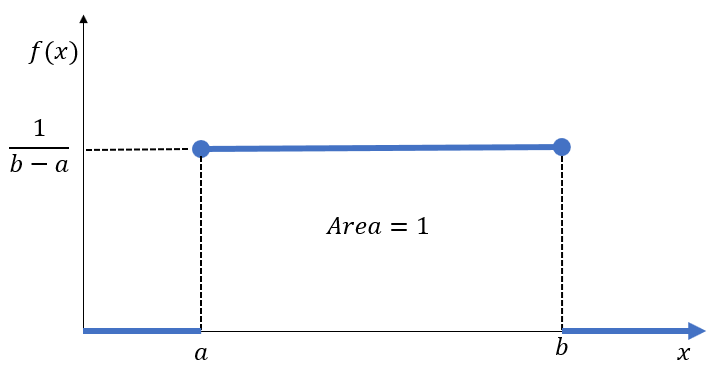 f(x)
1
b − a
Area = 1
a
b
x